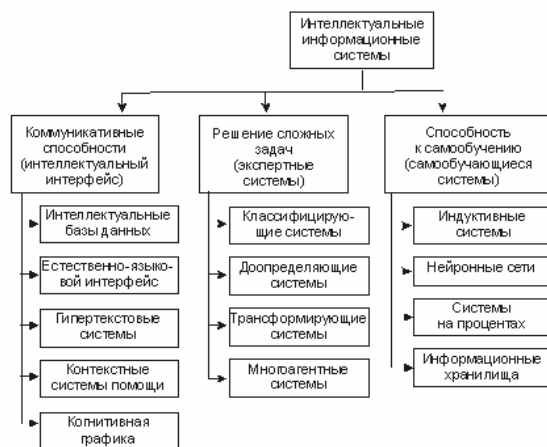 Интеллектуальные
информационные
системы
Коммуникативные
способности
(интеллектуальный
интерфейс)
Интеллектуальные
базы данных
Естественно-языко-
вой интерфейс
Гипертекстовые
системы
Контекстные
системы помощи
Когнитивная
графика
Решение сложных
задач
(экспертные
системы)
Классифицирую-
щие системы
Доопределяющие
системы
Трансформирующие
системы
Многоагентные
системы
Способность
к самообучению
(самообучающиеся
системы)
Индуктивные
системы
Нейронные сети
Системы
на процентах
Информационные
хранилища